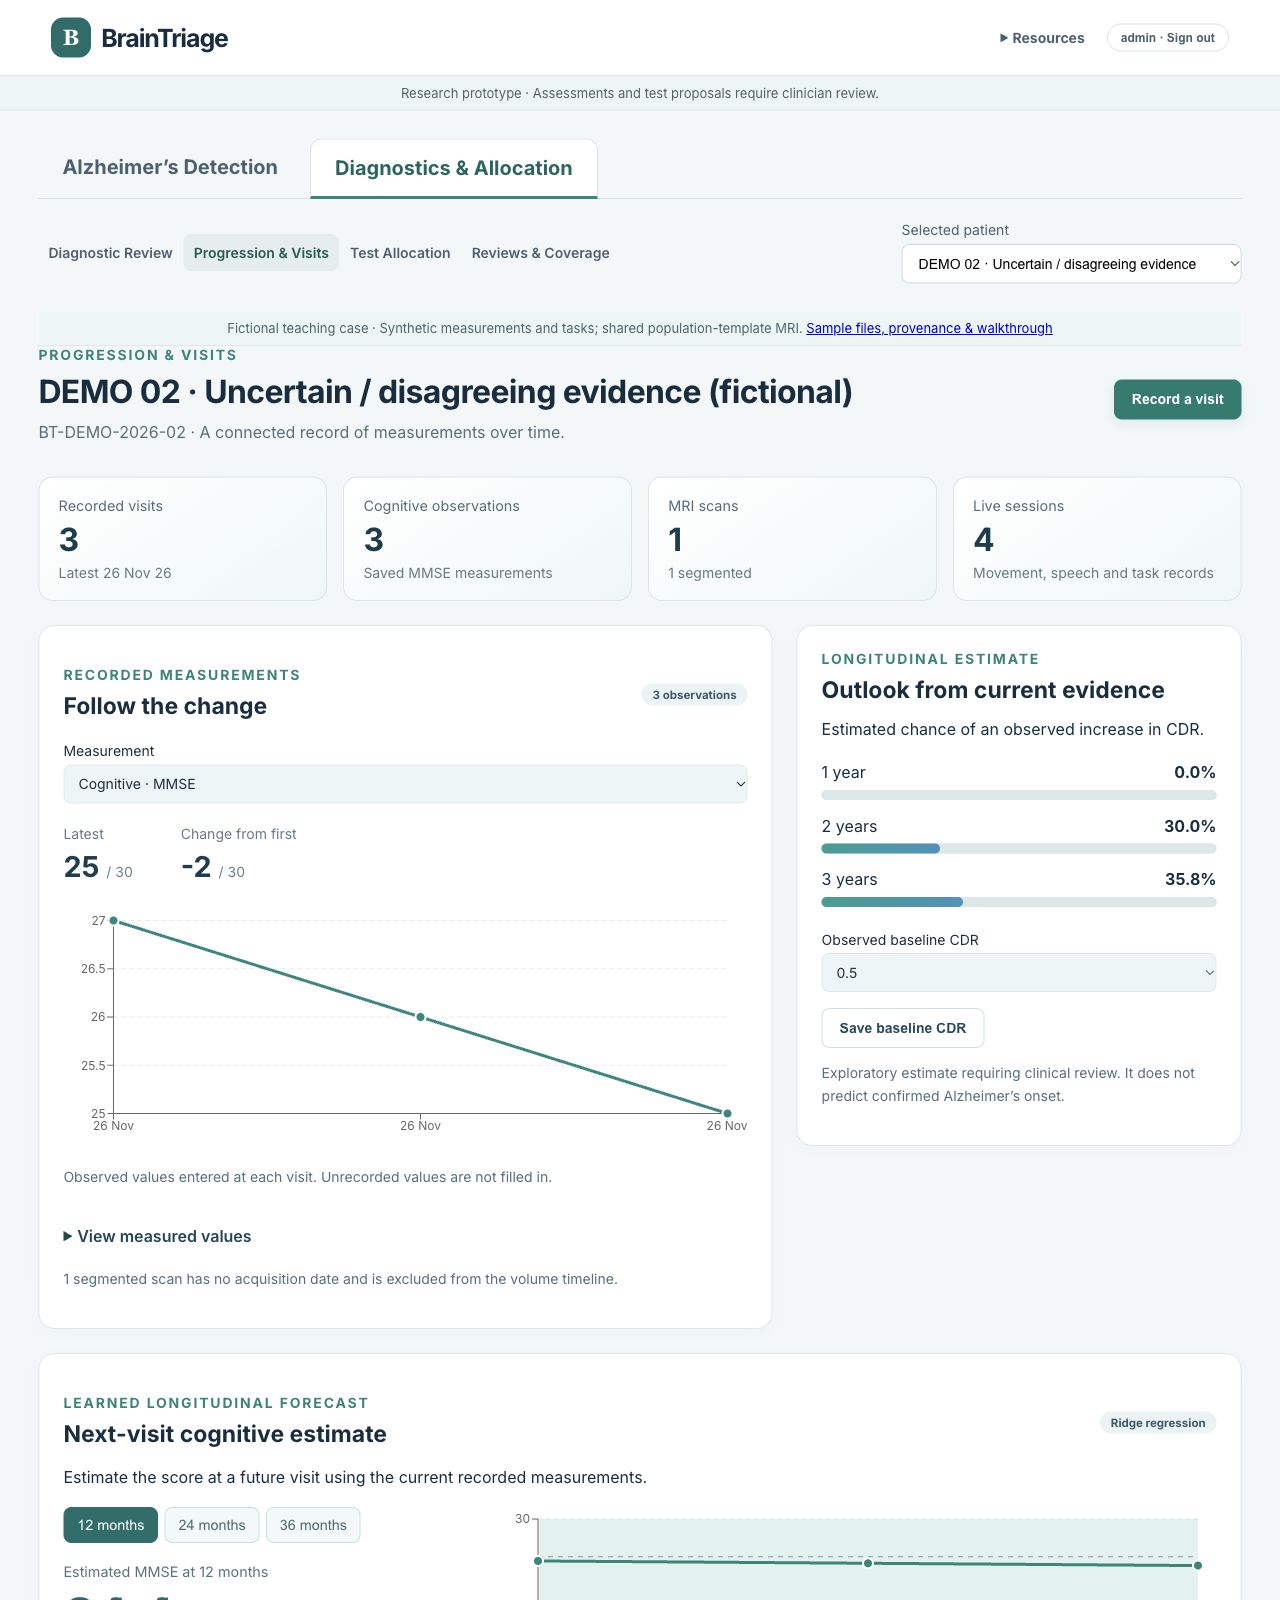 B BrainTriage
▶ Resources
admin · Sign out
Research prototype · Assessments and test proposals require clinician review.
Alzheimer’s Detection
Diagnostics & Allocation
Diagnostic Review
Progression & Visits
Test Allocation
Reviews & Coverage
Selected patient
DEMO 02 · Uncertain / disagreeing evidence
Fictional teaching case · Synthetic measurements and tasks; shared population-template MRI. Sample files, provenance & walkthrough
PROGRESSION & VISITS
DEMO 02 · Uncertain / disagreeing evidence (fictional)
Record a visit
BT-DEMO-2026-02 · A connected record of measurements over time.
Recorded visits
3
Latest 26 Nov 26
Cognitive observations
3
Saved MMSE measurements
MRI scans
1
1 segmented
Live sessions
4
Movement, speech and task records
RECORDED MEASUREMENTS
Follow the change
3 observations
Measurement
Cognitive · MMSE
Latest
25 / 30
Change from first
-2 / 30
27
26.5
26
25.5
25
26 Nov
26 Nov
26 Nov
Observed values entered at each visit. Unrecorded values are not filled in.
▶ View measured values
1 segmented scan has no acquisition date and is excluded from the volume timeline.
LONGITUDINAL ESTIMATE
Outlook from current evidence
Estimated chance of an observed increase in CDR.
1 year 0.0%
2 years 30.0%
3 years 35.8%
Observed baseline CDR
0.5
Save baseline CDR
Exploratory estimate requiring clinical review. It does not
predict confirmed Alzheimer’s onset.
LEARNED LONGITUDINAL FORECAST
Next-visit cognitive estimate
Ridge regression
Estimate the score at a future visit using the current recorded measurements.
12 months
24 months
36 months
Estimated MMSE at 12 months
30